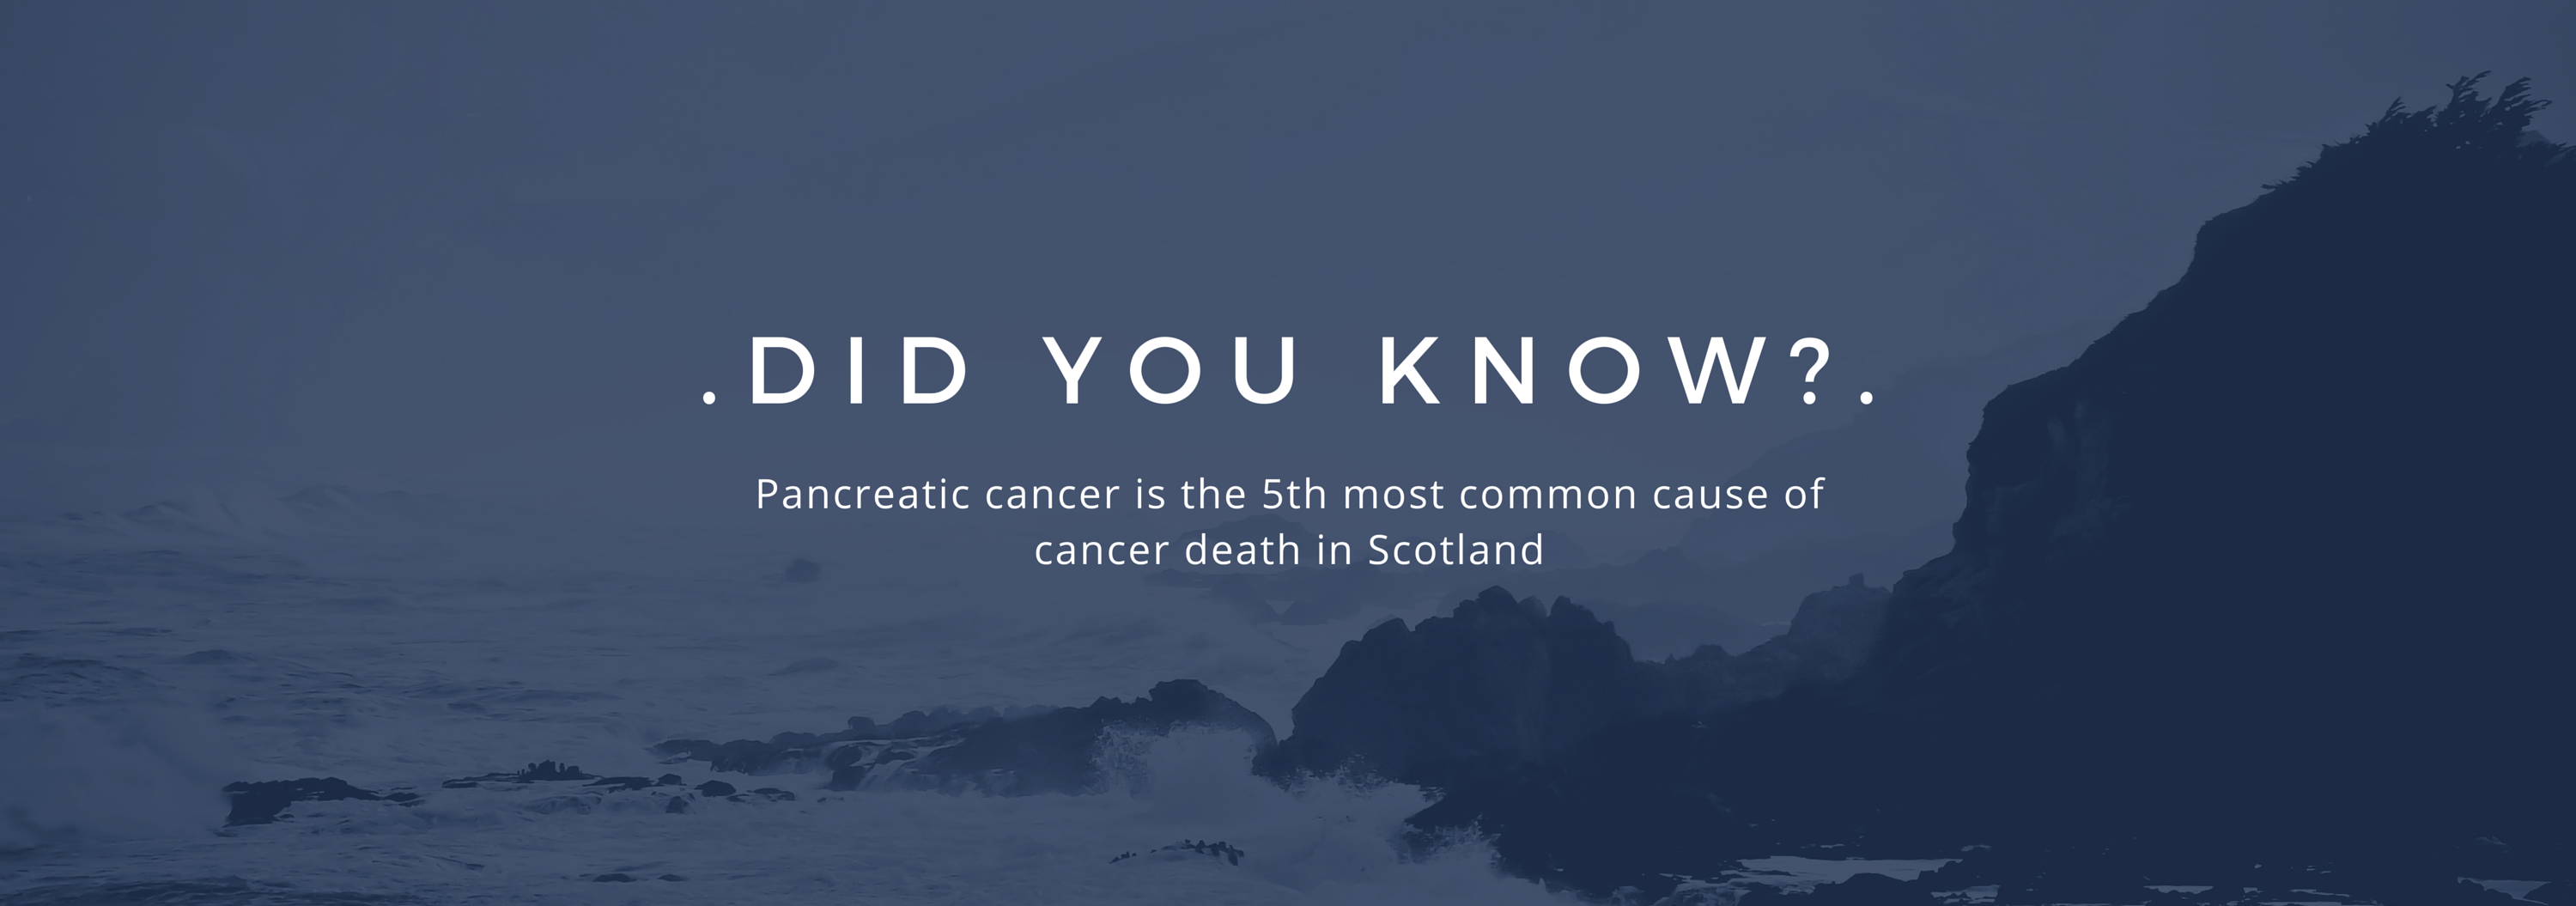 .DID YOU KNOW?.
Pancreatic cancer is the 5th most common cause of
cancer death in Scotland